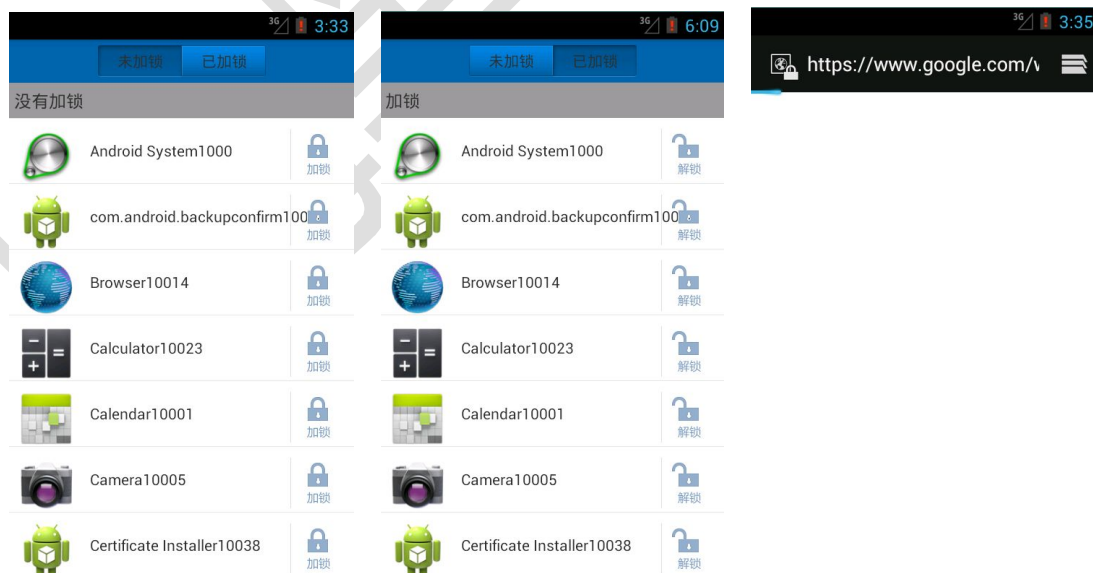 3G 3:33
未加锁 已加锁
没有加锁
Android System1000
加锁
com.android.backupconfirm100
加锁
Browser10014
加锁
Calculator10023
加锁
Calendar10001
加锁
Camera10005
加锁
Certificate Installer10038
加锁
3G 6:09
未加锁 已加锁
加锁
Android System1000
解锁
com.android.backupconfirm100
解锁
Browser10014
解锁
Calculator10023
解锁
Calendar10001
解锁
Camera10005
解锁
Certificate Installer10038
解锁
3G 3:35
https://www.google.com/